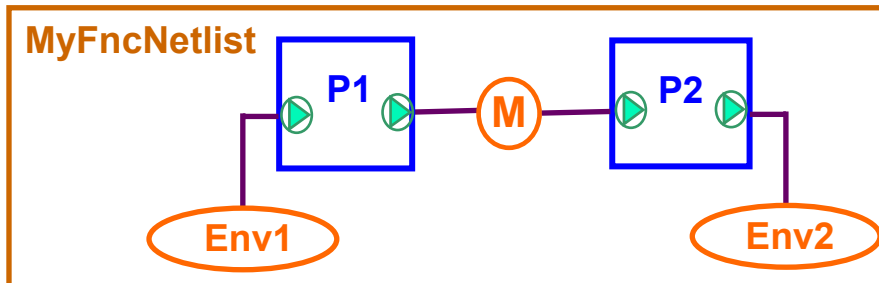 MyFncNetlist
P1
M
P2
Env1
Env2